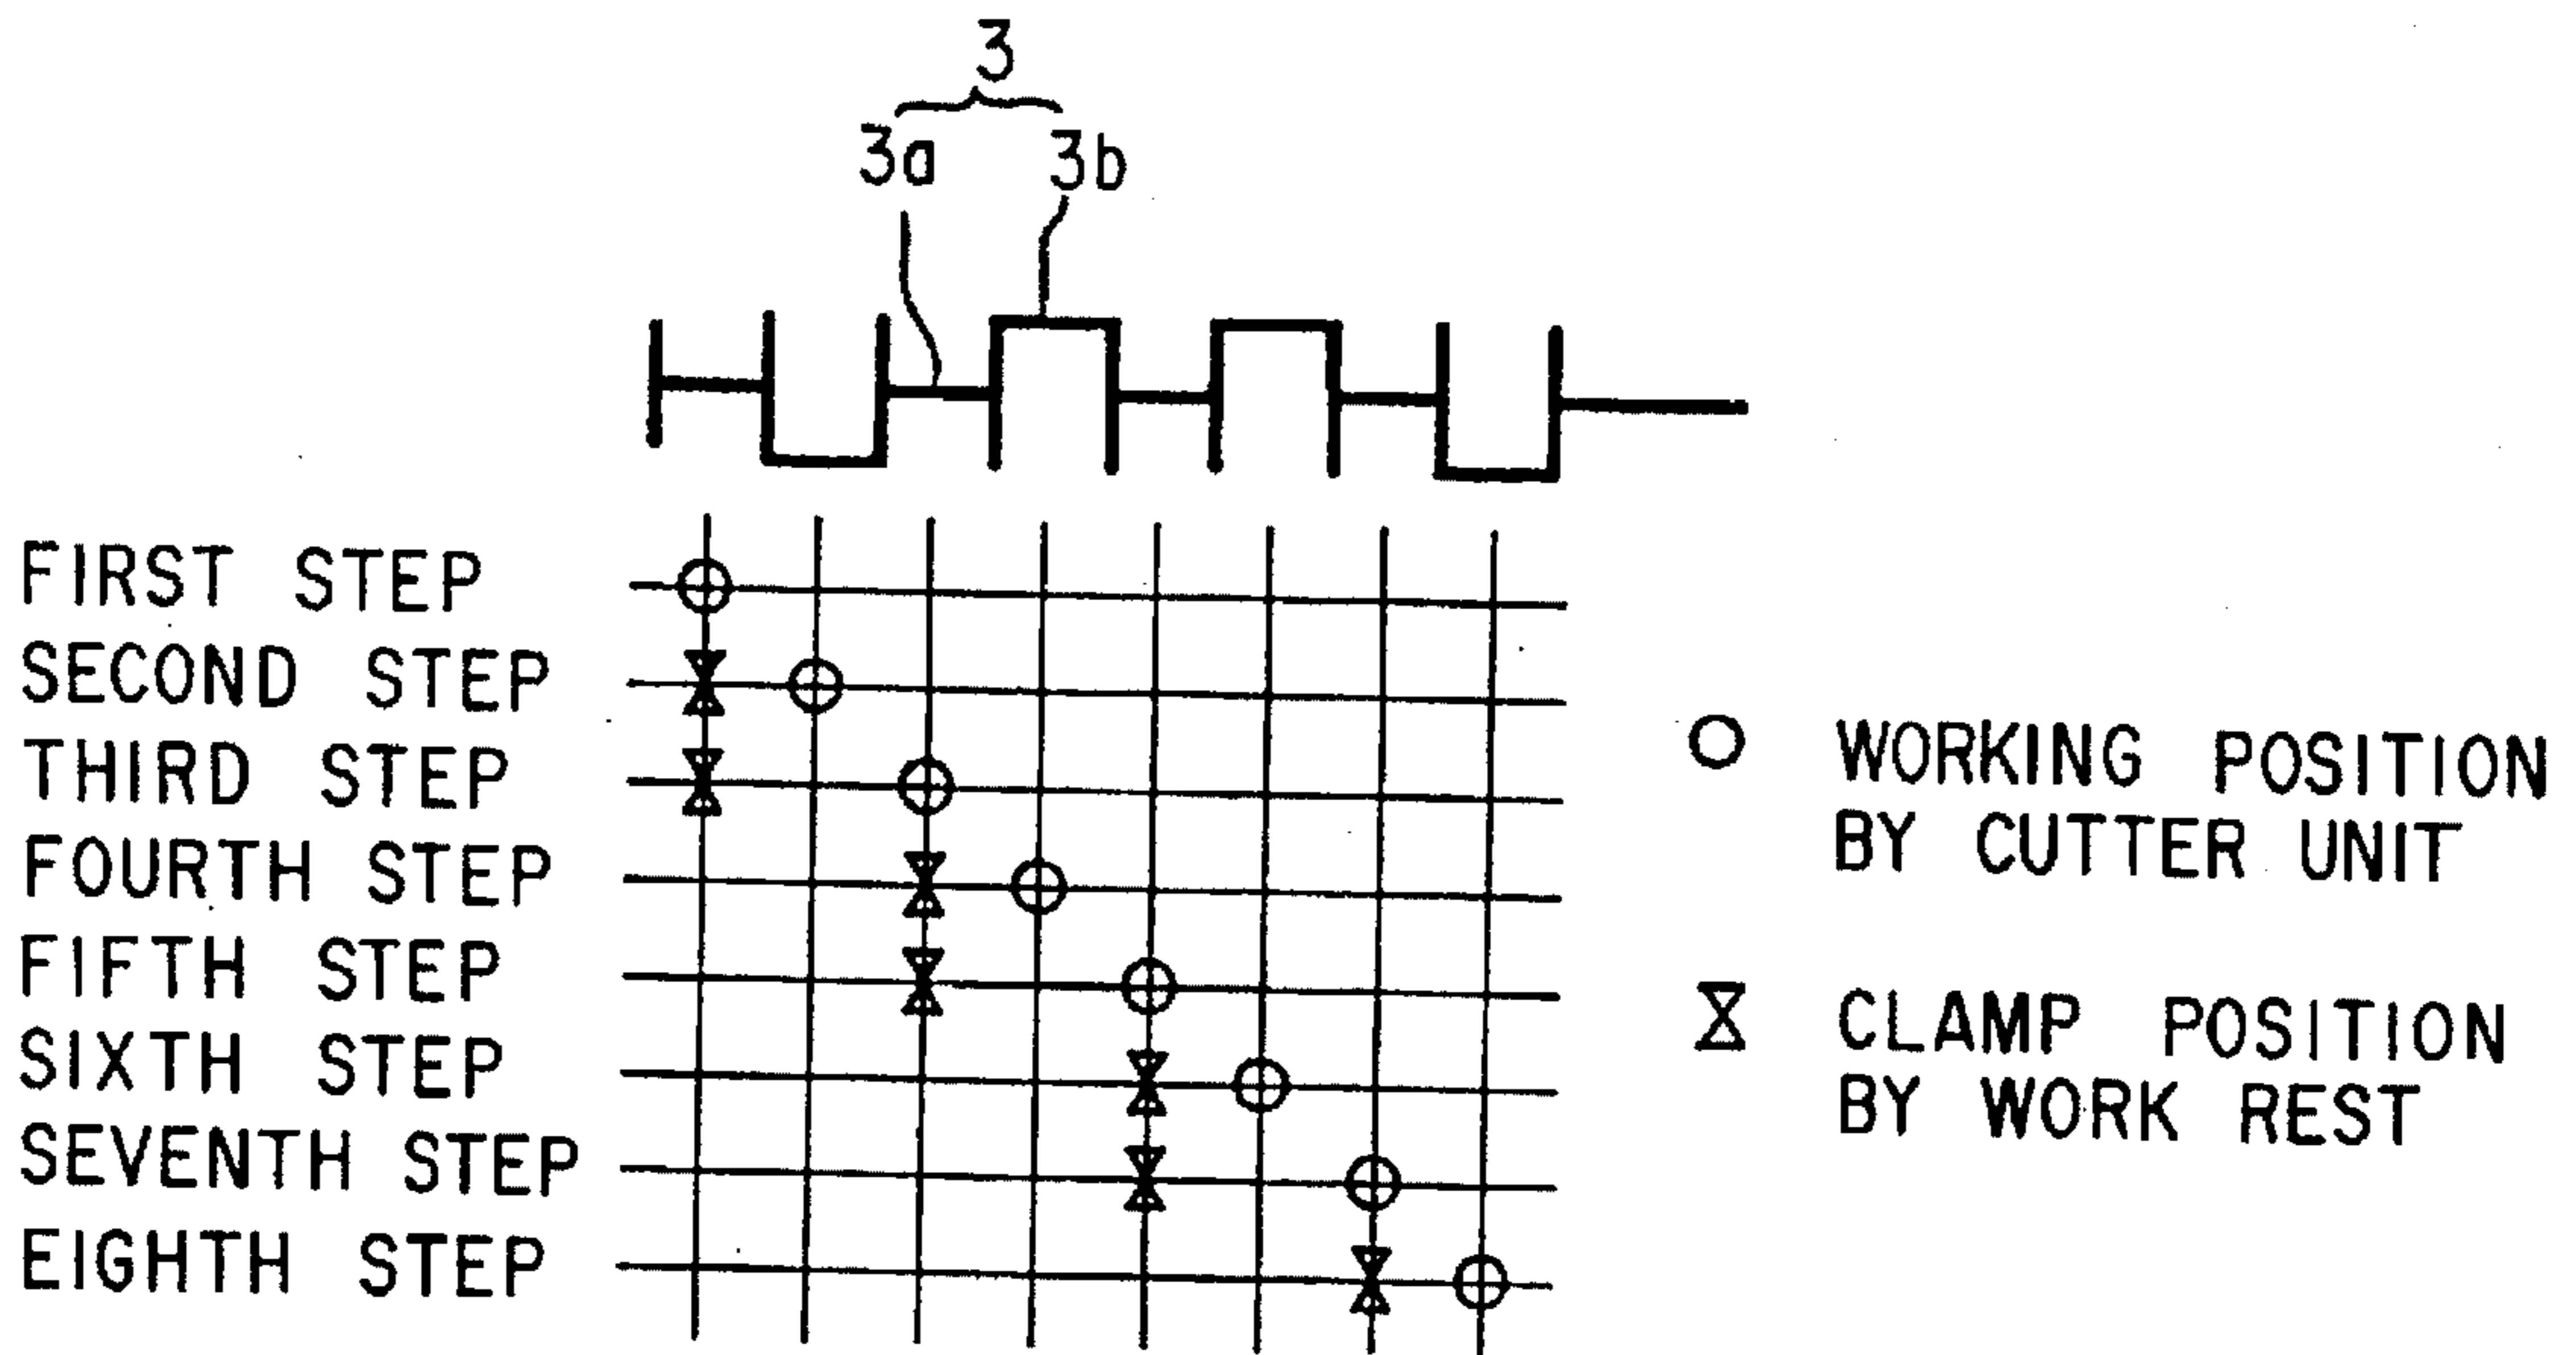 3
3a 3b
FIRST STEP
SECOND STEP
THIRD STEP
FOURTH STEP
FIFTH STEP
SIXTH STEP
SEVENTH STEP
EIGHTH STEP
WORKING POSITION
BY CUTTER UNIT
CLAMP POSITION
BY WORK REST